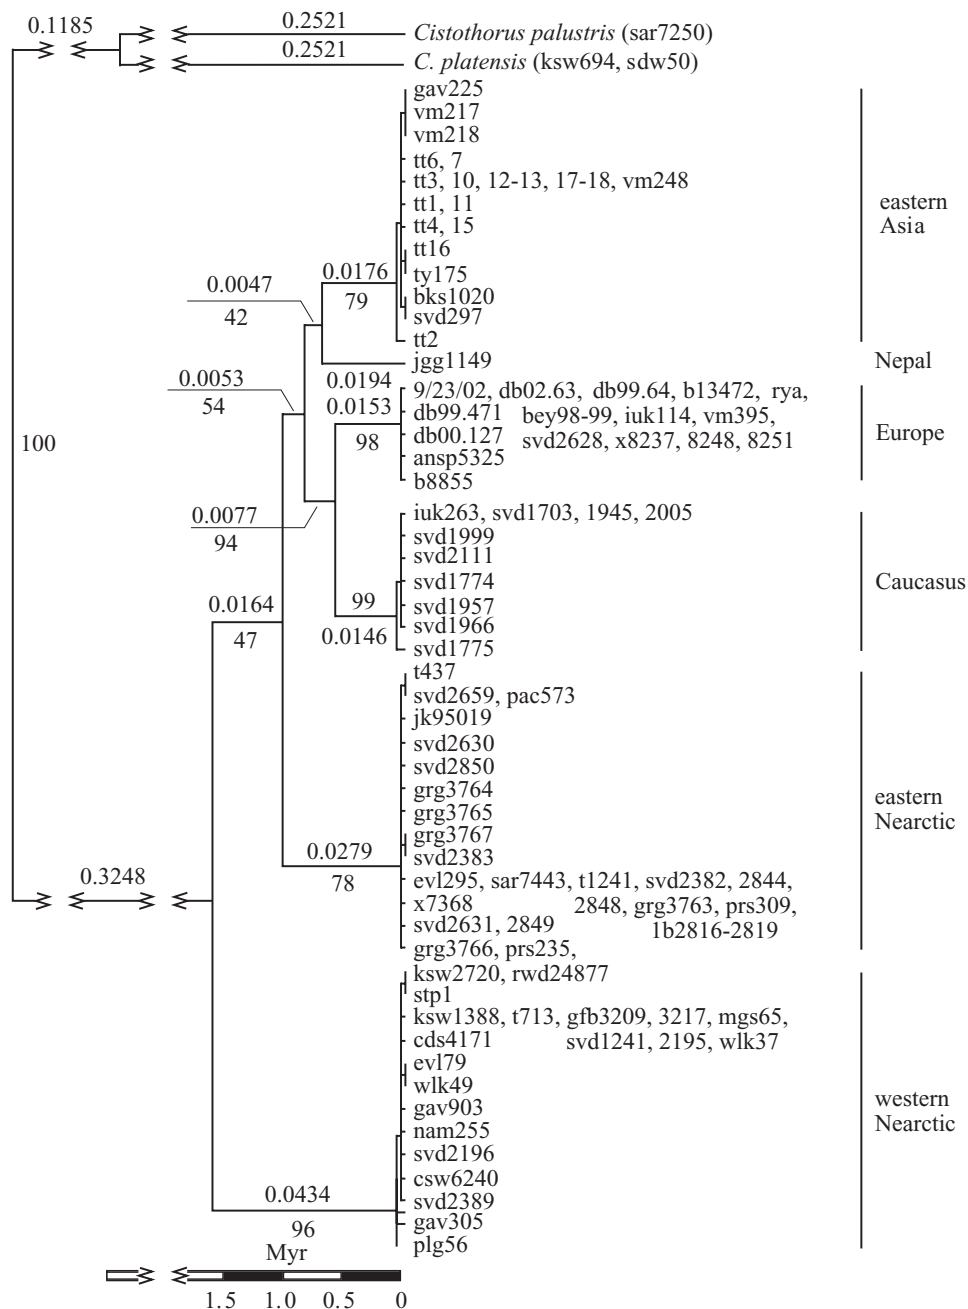 0.1185
0.2521
Cistothorus palustris (sar7250)
0.2521
C. platensis (ksw694, sdw50)
gav225
vm217
vm218
tt6, 7
tt3, 10, 12-13, 17-18, vm248
tt1, 11
eastern
Asia
tt4, 15
tt16
0.0176
ty175
0.0047
79
bks1020
42
svd297
tt2
jgg1149
Nepal
0.0053
0.0194
9/23/02, db02.63, db99.64, b13472, rya,
54
0.0153
db99.471 bey98-99, iuk114, vm395,
100
98
db00.127 svd2628, x8237, 8248, 8251
Europe
ansp5325
b8855
0.0077
iuk263, svd1703, 1945, 2005
94
svd1999
svd2111
svd1774
Caucasus
0.0164
99
svd1957
47
0.0146
svd1966
svd1775
t437
svd2659, pac573
jk95019
svd2630
svd2850
grg3764
eastern
Nearctic
grg3765
grg3767
0.0279
svd2383
0.3248
78
evl295, sar7443, t1241, svd2382, 2844,
x7368 2848, grg3763, prs309,
svd2631, 2849 1b2816-2819
grg3766, prs235,
ksw2720, rwd24877
stp1
ksw1388, t713, gfb3209, 3217, mgs65,
cds4171 svd1241, 2195, wlk37
evl79
wlk49
western
Nearctic
gav903
nam255
svd2196
csw6240
0.0434
svd2389
96
gav305
plg56
Myr
1.5 1.0 0.5 0